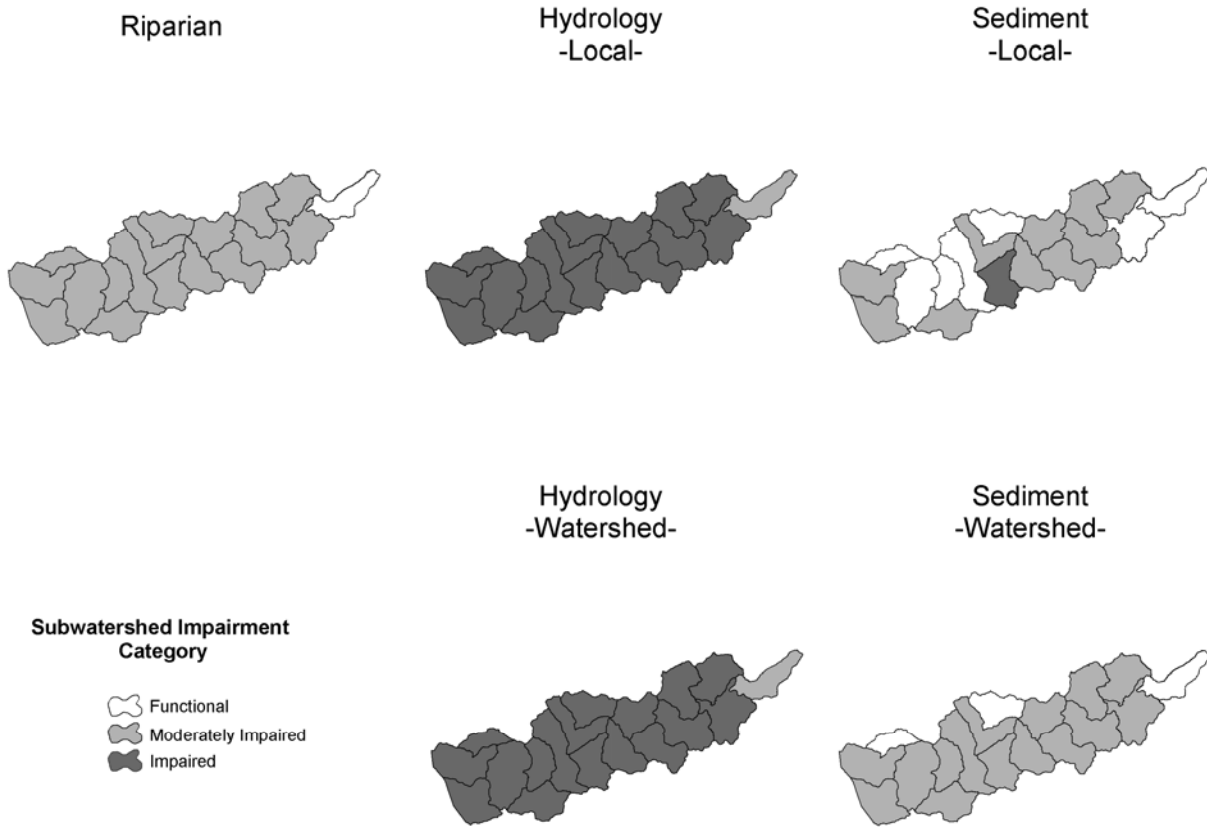 Riparian
Hydrology
-Local-
Sediment
-Local-
Hydrology
-Watershed-
Sediment
-Watershed-
Subwatershed Impairment
Category
Functional
Moderately Impaired
Impaired